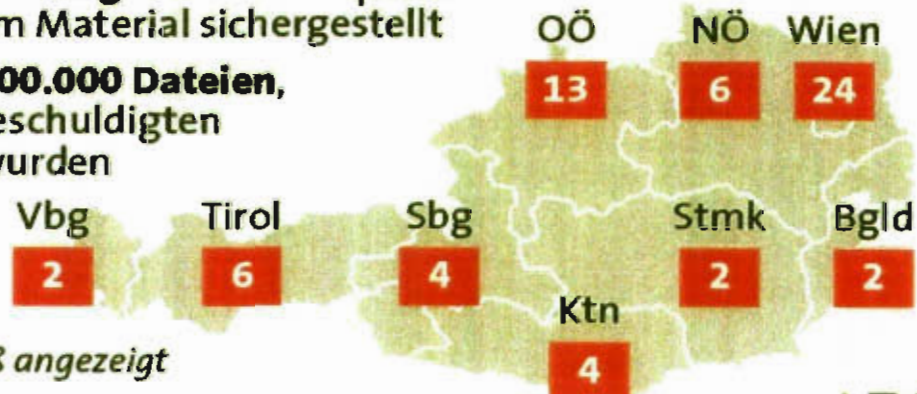 m Material sichergestellt
00.000 Dateien,
eschuldigten
wurden
OÖ NÖ Wien
13 6 24
Vbg Tirol Sbg Stmk Bgld
2 6 4 2 2
Ktn
4
angezeigt